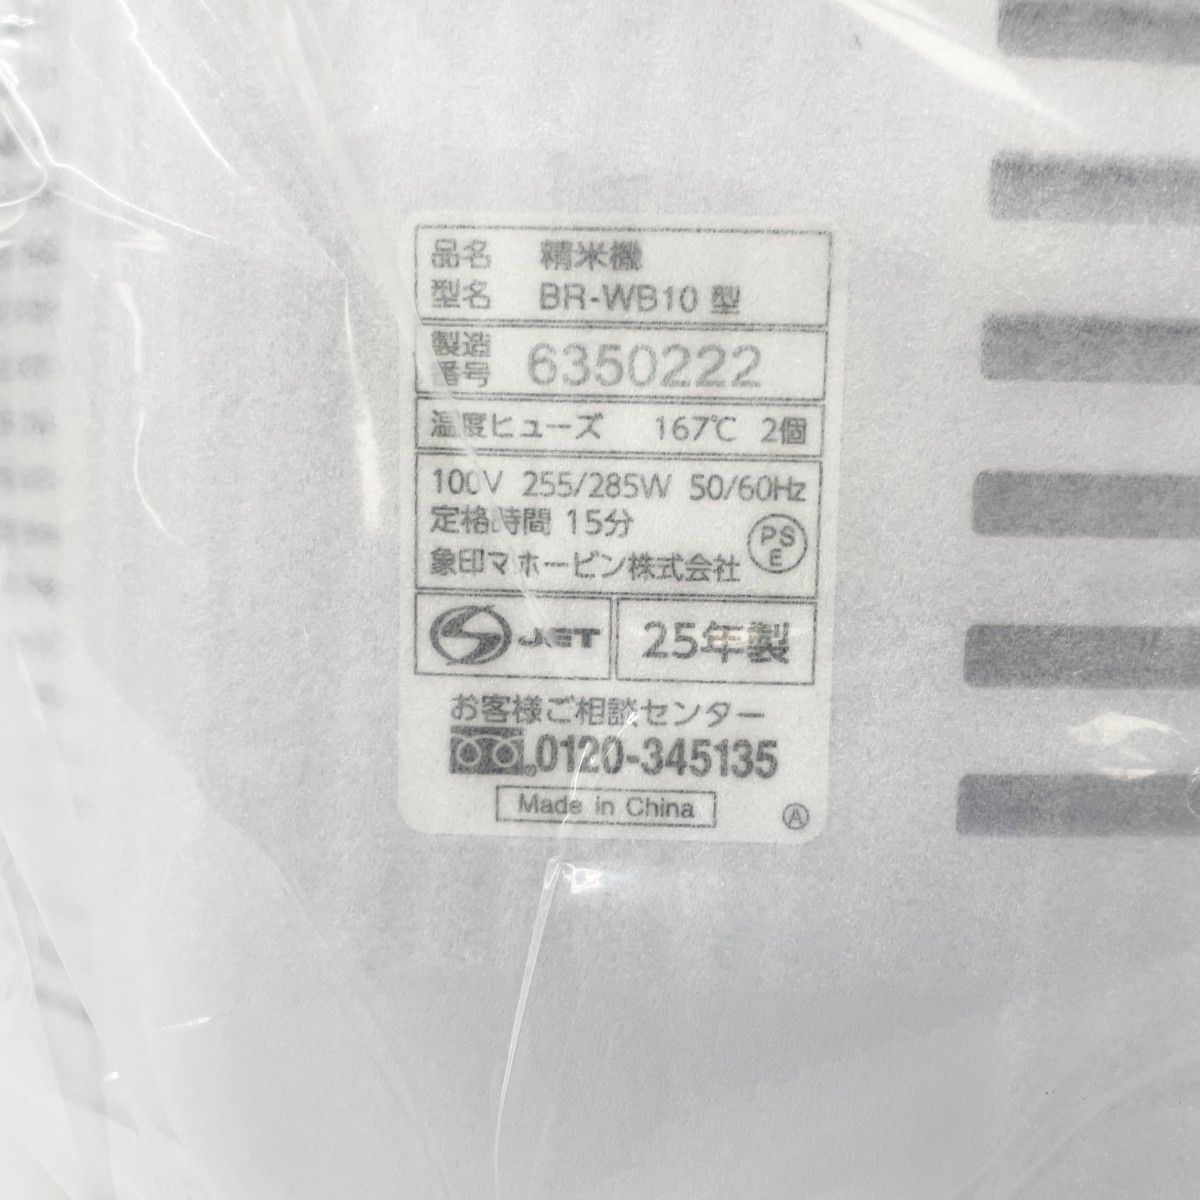 品名 精米機
型名 BR-WB10 型
製造番号 6350222
温度ヒューズ 167℃ 2個
100V 255/285W 50/60Hz
定格時間 15分
PSE
象印マホービン株式会社
S JET 25年製
お客様ご相談センター
0120-345135
Made in China
A